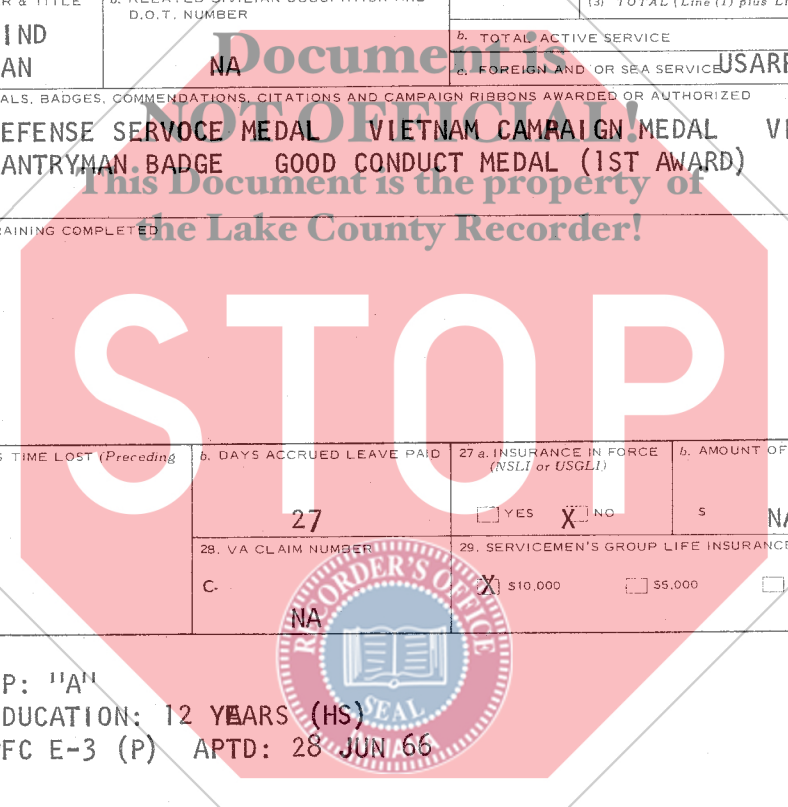 R & TITLE
D.O.T. NUMBER
(3) TOTAL (Line (1) plus Li
IND
b. TOTAL ACTIVE SERVICE
AN
NA
c. FOREIGN AND OR SEA SERVICE
USARE
Document is
ALS, BADGES, COMMENDATIONS, CITATIONS AND CAMPAIGN RIBBONS AWARDED OR AUTHORIZED
NOT OFFICIAL!
EFENSE SERVOCE MEDAL VIETNAM CAMPAIGN MEDAL VI
ANTRYMAN BADGE GOOD CONDUCT MEDAL (1ST AWARD)
This Document is the property of
the Lake County Recorder!
AINING COMPLETED
STOP
TIME LOST (Preceding
b. DAYS ACCRUED LEAVE PAID
27
27 a. INSURANCE IN FORCE
(NSLI or USGLI)
YES X NO
b. AMOUNT OF
$ NA
28. VA CLAIM NUMBER
C-
NA
29. SERVICEMEN'S GROUP LIFE INSURANCE
X $10,000 $5,000
RECORDER'S OFFICE
SEAL
P: "A"
DUCATION: 12 YEARS (HS)
FC E-3 (P) APTD: 28 JUN 66